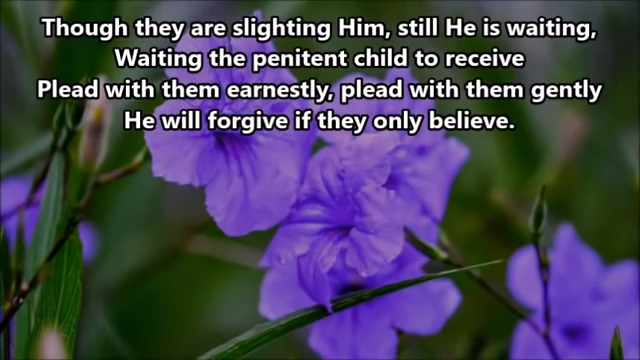 Though they are slighting Him, still He is waiting,
Waiting the penitent child to receive
Plead with them earnestly, plead with them gently
He will forgive if they only believe.